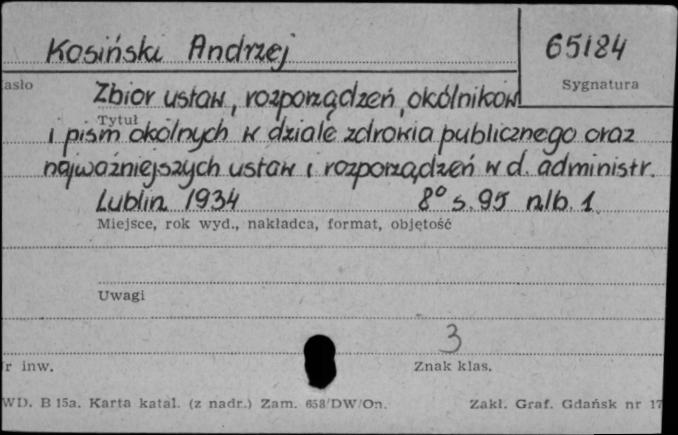 Kosiński Andrzej
65184
asło
Sygnatura
Zbiór ustaw, rozporządzeń, okólników
Tytuł
i pism okólnych w dziale zdrowia publicznego oraz
najważniejszych ustaw i rozporządzeń w d. administr.
Lublin 1934 8° s. 95 nlb. 1
Miejsce, rok wyd., nakładca, format, objętość
Uwagi
3
r inw.
Znak klas.
WD. B 15a. Karta katal. (z nadr.) Zam. 658/DW/On.
Zakł. Graf. Gdańsk nr 17